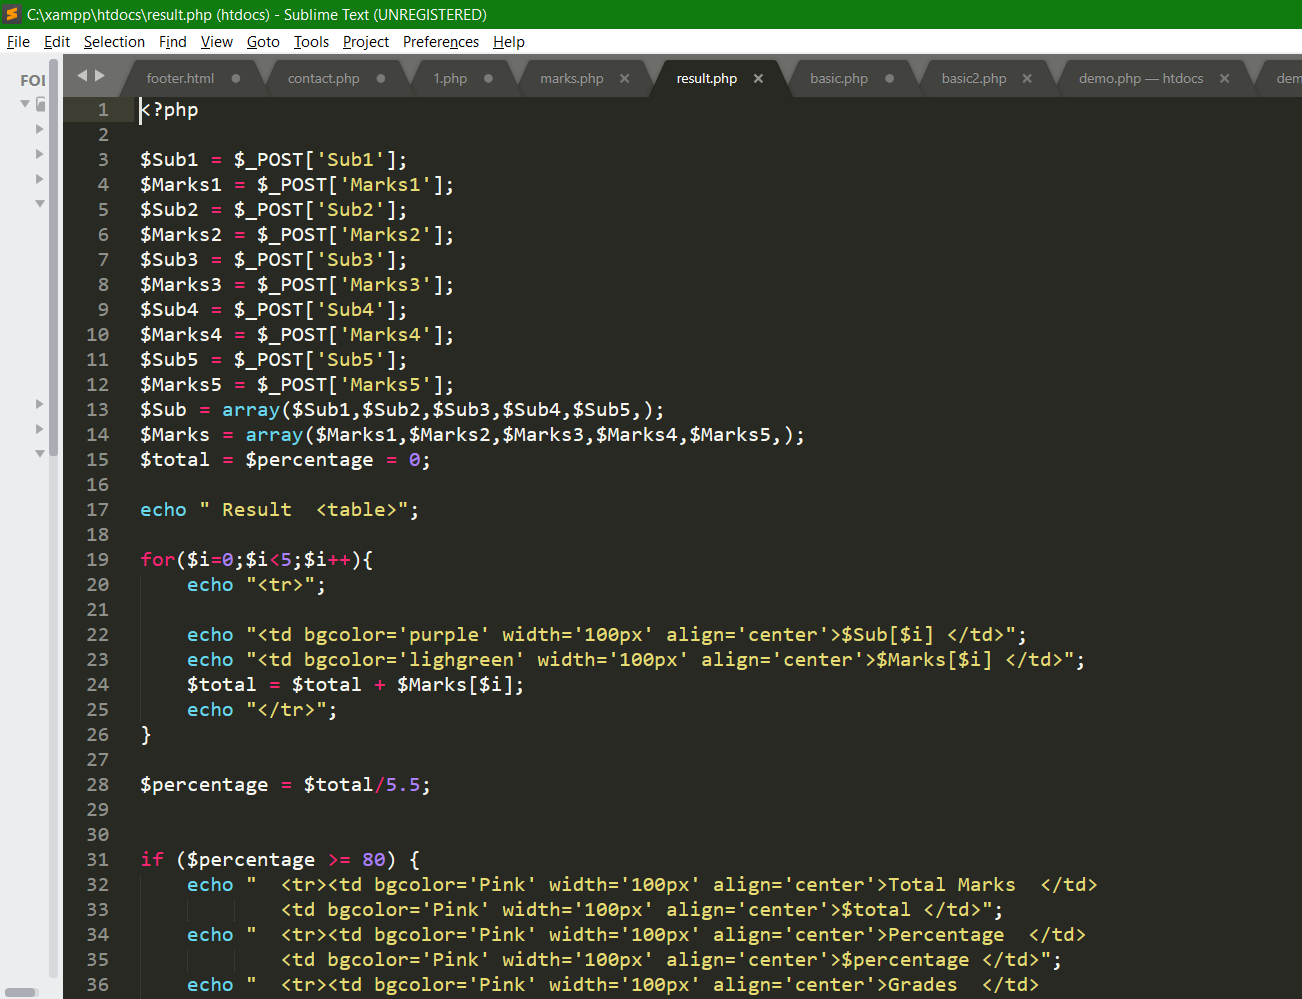 C:\xampp\htdocs\result.php (htdocs) - Sublime Text (UNREGISTERED)
File Edit Selection Find View Goto Tools Project Preferences Help
FOI
footer.html contact.php 1.php marks.php result.php basic.php basic2.php demo.php — htdocs dem
1 <?php
2
3 $Sub1 = $_POST['Sub1'];
4 $Marks1 = $_POST['Marks1'];
5 $Sub2 = $_POST['Sub2'];
6 $Marks2 = $_POST['Marks2'];
7 $Sub3 = $_POST['Sub3'];
8 $Marks3 = $_POST['Marks3'];
9 $Sub4 = $_POST['Sub4'];
10 $Marks4 = $_POST['Marks4'];
11 $Sub5 = $_POST['Sub5'];
12 $Marks5 = $_POST['Marks5'];
13 $Sub = array($Sub1,$Sub2,$Sub3,$Sub4,$Sub5,);
14 $Marks = array($Marks1,$Marks2,$Marks3,$Marks4,$Marks5,);
15 $total = $percentage = 0;
16
17 echo " Result  <table>";
18
19 for($i=0;$i<5;$i++){
20     echo "<tr>";
21
22     echo "<td bgcolor='purple' width='100px' align='center'>$Sub[$i] </td>";
23     echo "<td bgcolor='lighgreen' width='100px' align='center'>$Marks[$i] </td>";
24     $total = $total + $Marks[$i];
25     echo "</tr>";
26 }
27
28 $percentage = $total/5.5;
29
30
31 if ($percentage >= 80) {
32     echo "  <tr><td bgcolor='Pink' width='100px' align='center'>Total Marks  </td>
33             <td bgcolor='Pink' width='100px' align='center'>$total </td>";
34     echo "  <tr><td bgcolor='Pink' width='100px' align='center'>Percentage  </td>
35             <td bgcolor='Pink' width='100px' align='center'>$percentage </td>";
36     echo "  <tr><td bgcolor='Pink' width='100px' align='center'>Grades  </td>